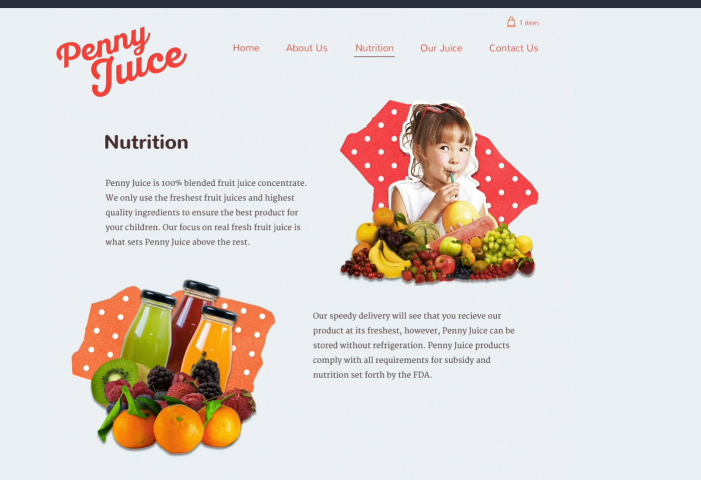 1 item
Penny
Juice
Home About Us Nutrition Our Juice Contact Us
Nutrition
Penny Juice is 100% blended fruit juice concentrate.
We only use the freshest fruit juices and highest
quality ingredients to ensure the best product for
your children. Our focus on real fresh fruit juice is
what sets Penny Juice above the rest.
Our speedy delivery will see that you recieve our
product at its freshest, however, Penny Juice can be
stored without refrigeration. Penny Juice products
comply with all requirements for subsidy and
nutrition set forth by the FDA.